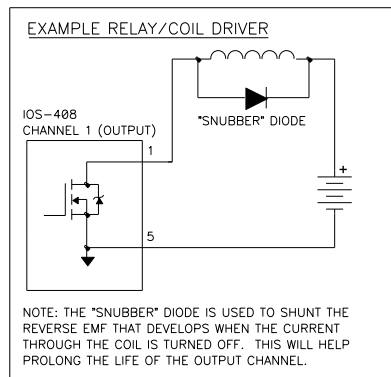 EXAMPLE RELAY/COIL DRIVER
"SNUBBER" DIODE
IOS-408
CHANNEL 1 (OUTPUT)
1
+
5
NOTE: THE "SNUBBER" DIODE IS USED TO SHUNT THE
REVERSE EMF THAT DEVELOPS WHEN THE CURRENT
THROUGH THE COIL IS TURNED OFF.  THIS WILL HELP
PROLONG THE LIFE OF THE OUTPUT CHANNEL.